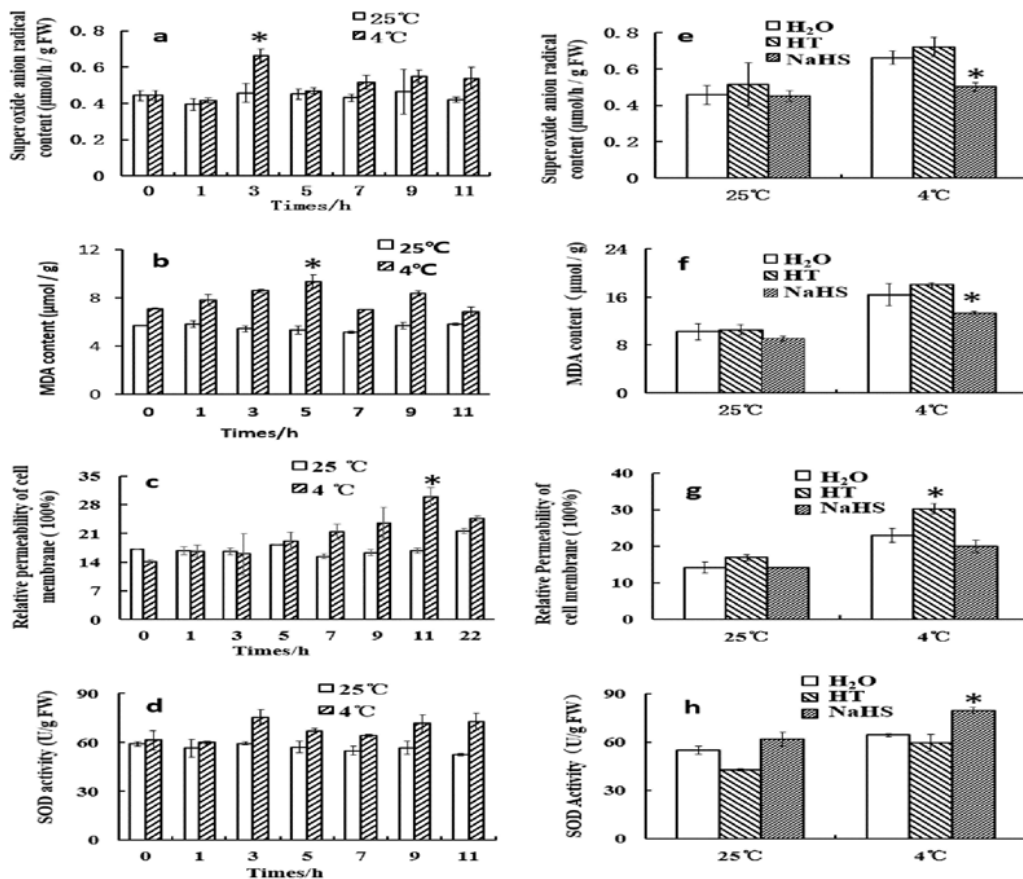 a
25℃
4℃
*
Superoxide anion radical
content (μmol/h / g FW)
0.8
0.6
0.4
0.2
0
0 1 3 5 7 9 11
Times/h
e
H₂O
HT
NaHS
*
Superoxide anion radical
content (μmol/h / g FW)
0.8
0.6
0.4
0.2
0
25℃ 4℃
b
25℃
4℃
*
MDA content (μmol / g)
12
8
4
0
0 1 3 5 7 9 11
Times/h
f
H₂O
HT
NaHS
*
MDA content (μmol / g)
24
16
8
0
25℃ 4℃
c
25 ℃
4 ℃
*
Relative permeability of cell
membrane (100%)
35
28
21
14
7
0
0 1 3 5 7 9 11 22
Times/h
g
H₂O
HT
NaHS
*
Relative Permeability of
cell membrane (100%)
40
30
20
10
0
25℃ 4℃
d
25℃
4℃
SOD activity (U/g FW)
90
60
30
0
0 1 3 5 7 9 11
Times/h
h
H₂O
HT
NaHS
*
SOD Activity (U/g FW)
90
60
30
0
25℃ 4℃